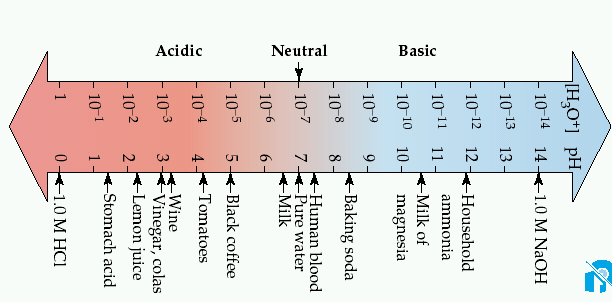 Acidic Neutral Basic
1 10⁻¹ 10⁻² 10⁻³ 10⁻⁴ 10⁻⁵ 10⁻⁶ 10⁻⁷ 10⁻⁸ 10⁻⁹ 10⁻¹⁰ 10⁻¹¹ 10⁻¹² 10⁻¹³ 10⁻¹⁴ [H₃O⁺]
0 1 2 3 4 5 6 7 8 9 10 11 12 13 14 pH
1.0 M HCl
Stomach acid
Lemon juice
Vinegar, colas
Wine
Tomatoes
Black coffee
Milk
Pure water
Human blood
Baking soda
Milk of
magnesia
Household
ammonia
1.0 M NaOH